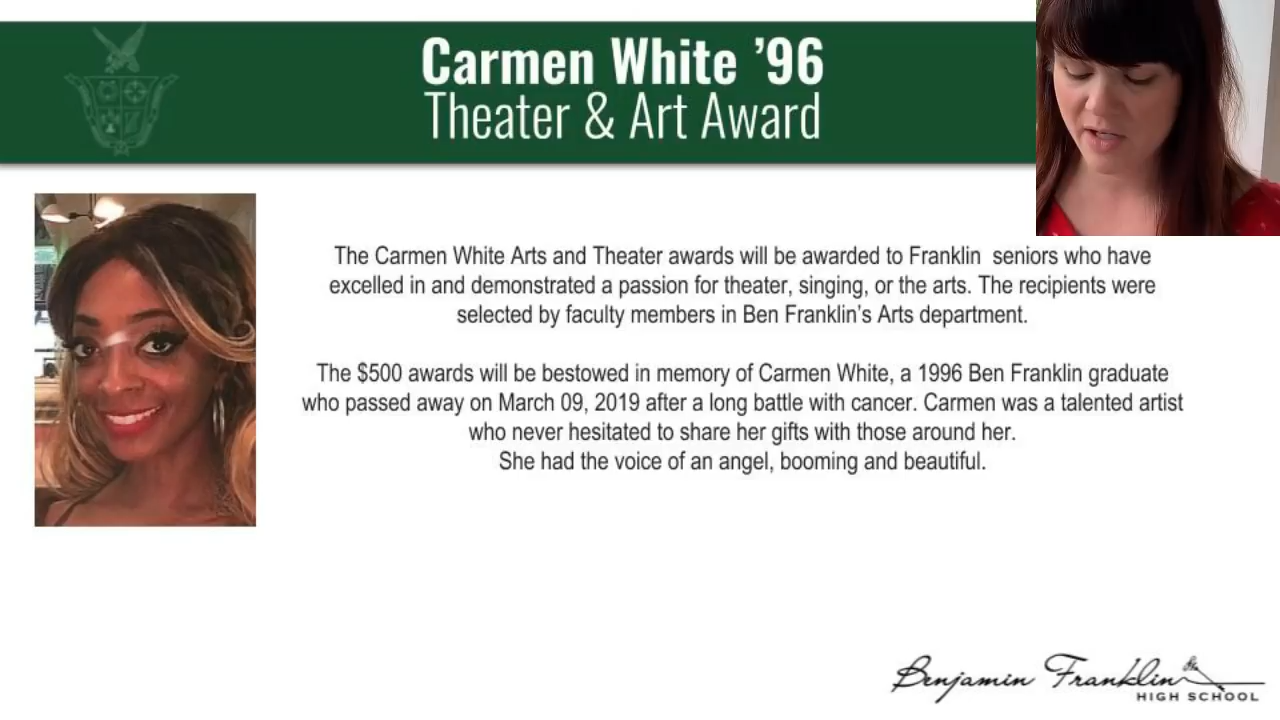 Carmen White ’96
Theater & Art Award
The Carmen White Arts and Theater awards will be awarded to Franklin  seniors who have
excelled in and demonstrated a passion for theater, singing, or the arts. The recipients were
selected by faculty members in Ben Franklin’s Arts department.
The $500 awards will be bestowed in memory of Carmen White, a 1996 Ben Franklin graduate
who passed away on March 09, 2019 after a long battle with cancer. Carmen was a talented artist
who never hesitated to share her gifts with those around her.
She had the voice of an angel, booming and beautiful.
Benjamin Franklin
HIGH SCHOOL